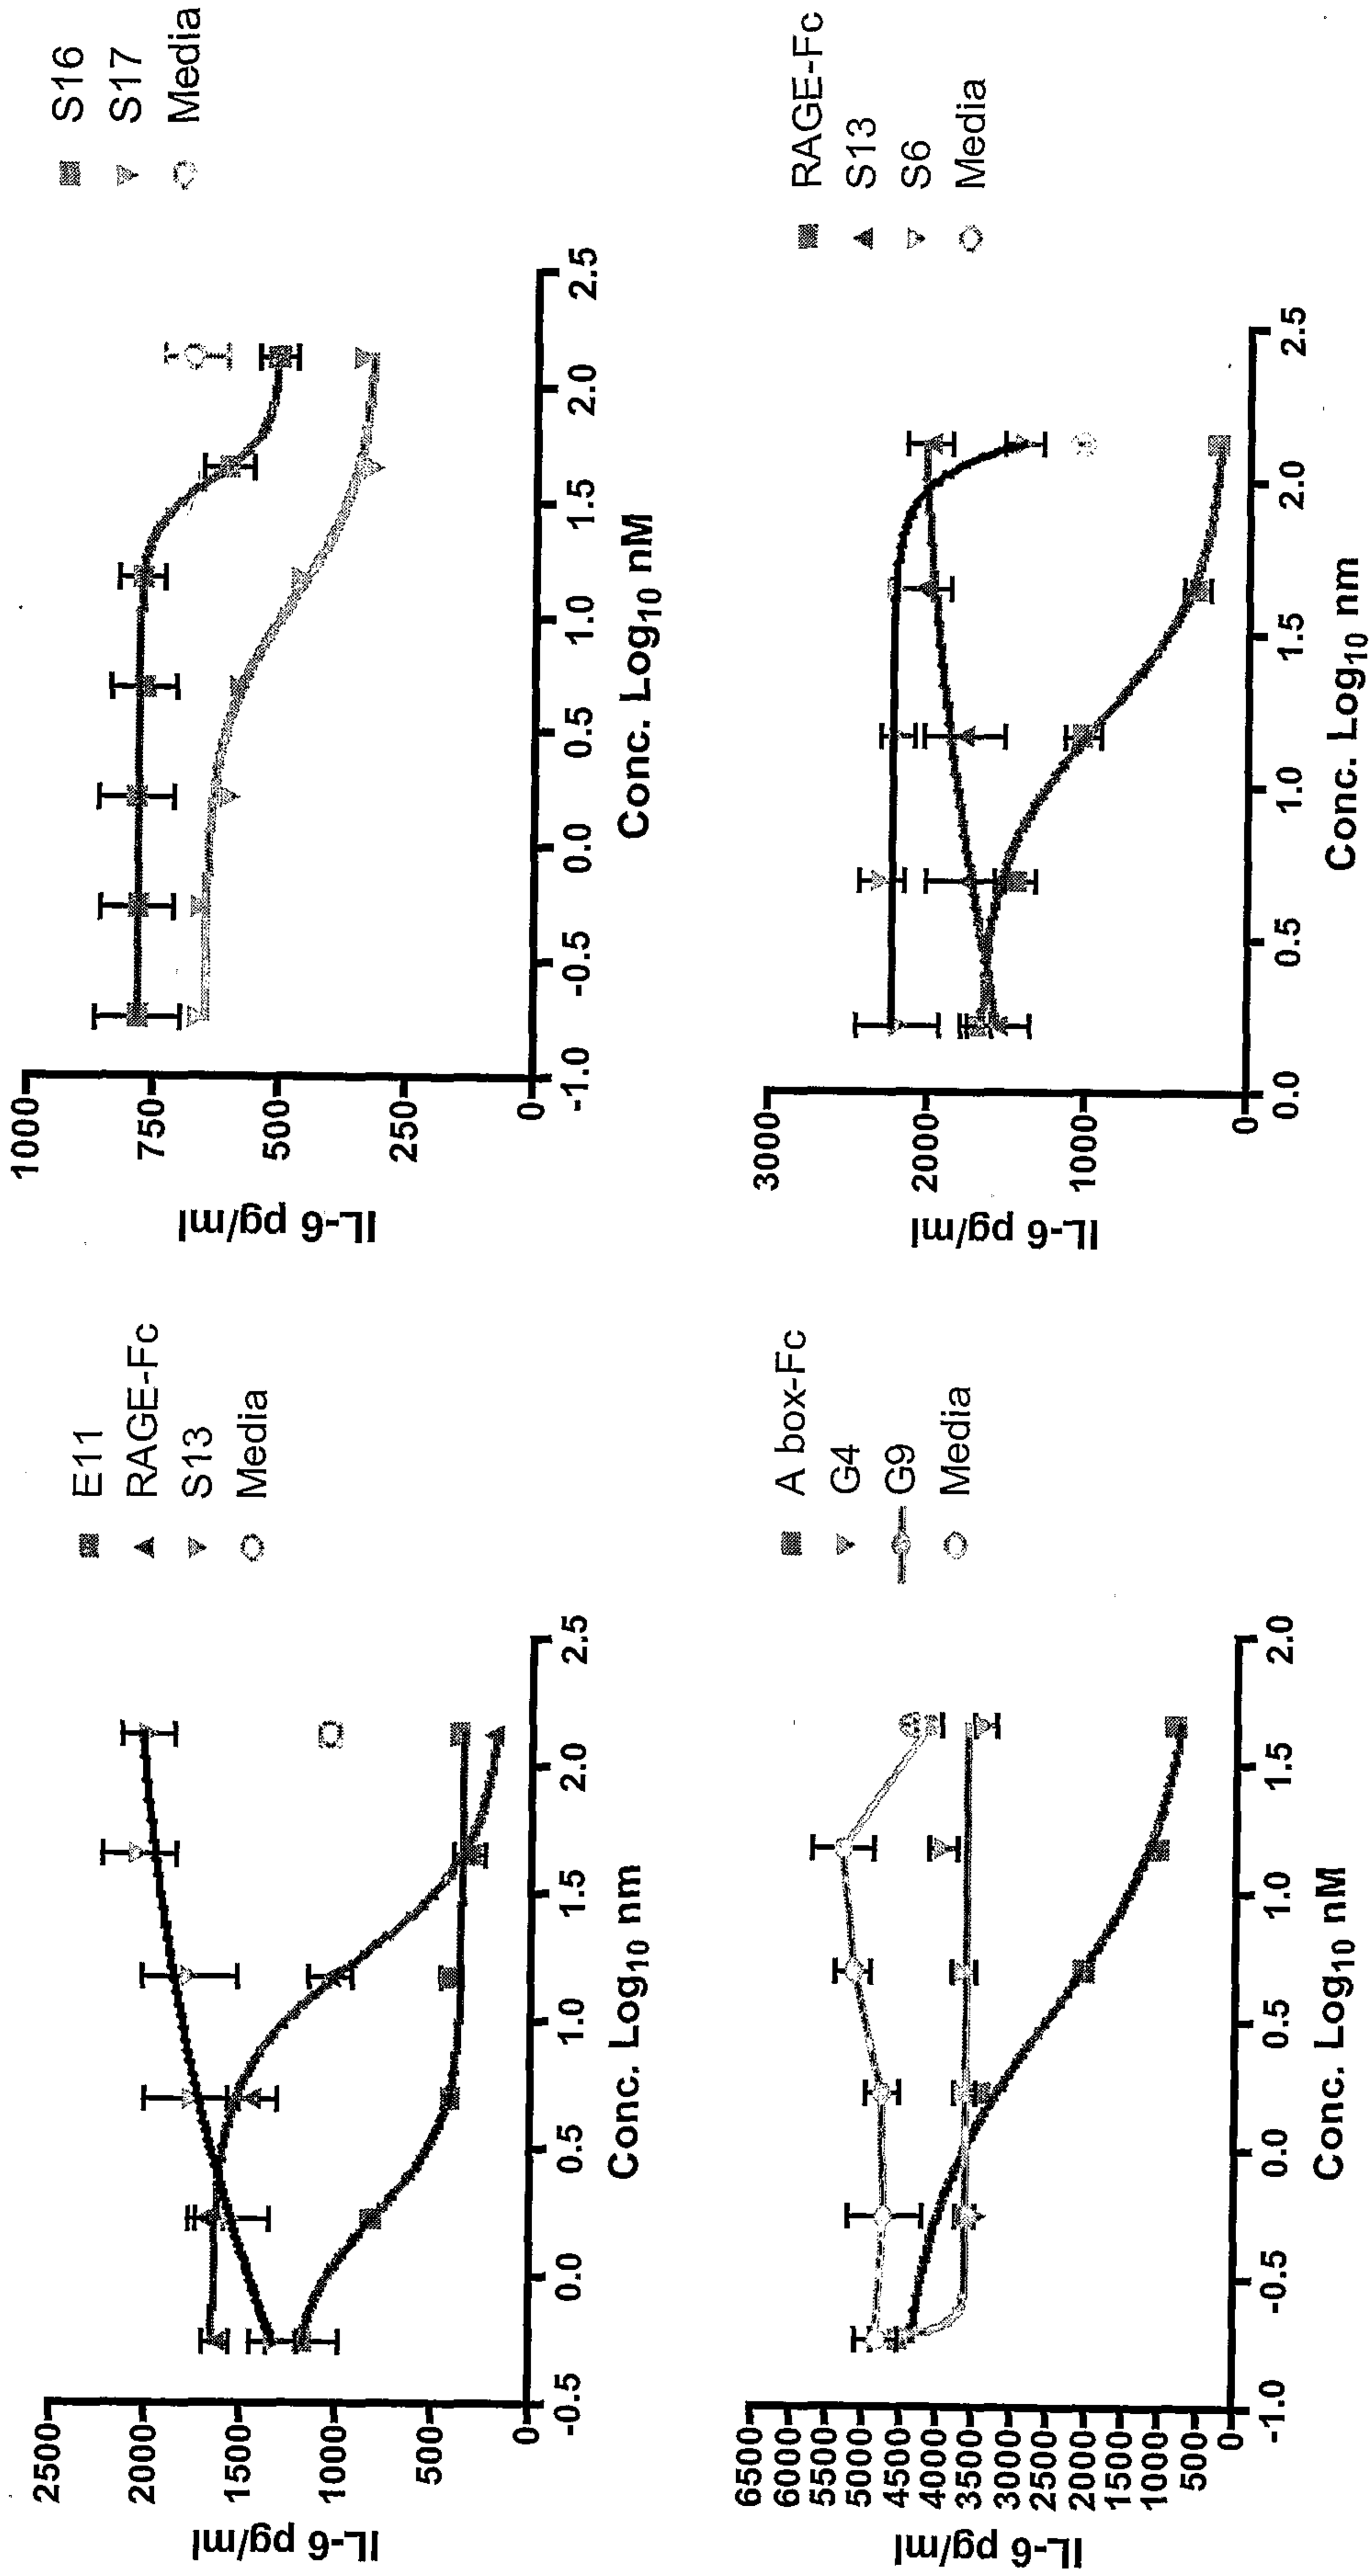 IL-6 pg/ml
2500
2000
1500
1000
500
0
-0.5
0.0
0.5
1.0
1.5
2.0
2.5
Conc. Log10 nm
E11
RAGE-Fc
S13
Media
IL-6 pg/ml
1000
750
500
250
0
-1.0
-0.5
0.0
0.5
1.0
1.5
2.0
2.5
Conc. Log10 nM
S16
S17
Media
IL-6 pg/ml
6500
6000
5500
5000
4500
4000
3500
3000
2500
2000
1500
1000
500
0
-1.0
-0.5
0.0
0.5
1.0
1.5
2.0
Conc. Log10 nM
A box-Fc
G4
G9
Media
IL-6 pg/ml
3000
2000
1000
0
0.0
0.5
1.0
1.5
2.0
2.5
Conc. Log10 nm
RAGE-Fc
S13
S6
Media